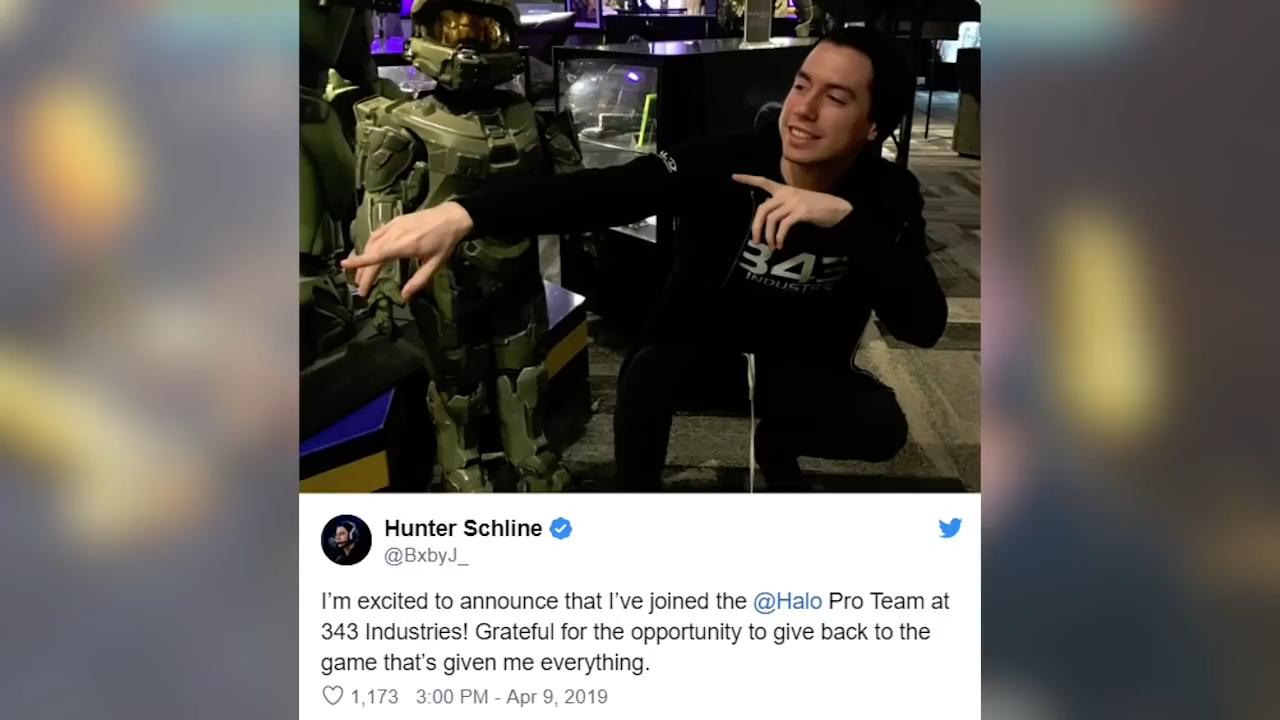 343
INDUSTRIES
Hunter Schline
@BxbyJ_
I’m excited to announce that I’ve joined the @Halo Pro Team at
343 Industries! Grateful for the opportunity to give back to the
game that’s given me everything.
1,173 3:00 PM - Apr 9, 2019